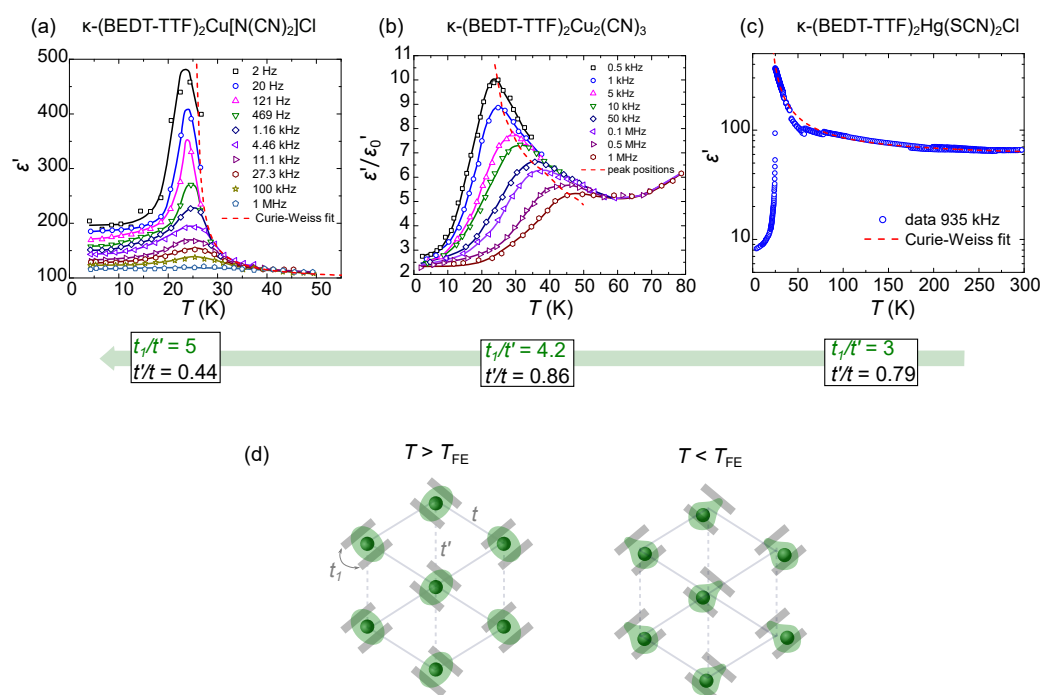 (a)
κ-(BEDT-TTF)₂Cu[N(CN)₂]Cl
500
400
300
200
100
ε'
0 10 20 30 40 50
T (K)
2 Hz
20 Hz
121 Hz
469 Hz
1.16 kHz
4.46 kHz
11.1 kHz
27.3 kHz
100 kHz
1 MHz
Curie-Weiss fit
(b)
κ-(BEDT-TTF)₂Cu₂(CN)₃
11
10
9
8
7
6
5
4
3
2
ε'/ε₀'
0 10 20 30 40 50 60 70 80
T (K)
0.5 kHz
1 kHz
5 kHz
10 kHz
50 kHz
0.1 MHz
0.5 MHz
1 MHz
peak positions
(c)
κ-(BEDT-TTF)₂Hg(SCN)₂Cl
100
10
ε'
0 50 100 150 200 250 300
T (K)
data 935 kHz
Curie-Weiss fit
t₁/t' = 5
t'/t = 0.44
t₁/t' = 4.2
t'/t = 0.86
t₁/t' = 3
t'/t = 0.79
(d)
T > T_FE
T < T_FE
t
t'
t₁